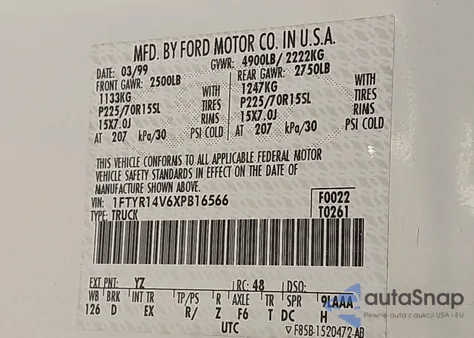 MFD. BY FORD MOTOR CO. IN U.S.A.
DATE: 03/99 GVWR: 4900LB/ 2222KG
FRONT GAWR: 2500LB REAR GAWR: 2750LB
1133KG WITH 1247KG WITH
P225/70R15SL TIRES P225/70R15SL TIRES
15X7.0J RIMS 15X7.0J RIMS
AT 207 kPa/30 PSI COLD AT 207 kPa/30 PSI COLD
THIS VEHICLE CONFORMS TO ALL APPLICABLE FEDERAL MOTOR
VEHICLE SAFETY STANDARDS IN EFFECT ON THE DATE OF
MANUFACTURE SHOWN ABOVE.
VIN: 1FTYR14V6XPB16566 F0022
TYPE: TRUCK T0261
EXT PNT: YZ RC: 48 DSO:
WB BRK INT TR TP/PS R AXLE TR SPR 9LAAA
126 D EX R/ Z F6 T DC H
UTC F85B-1520472-AB
autoSnap
Pewne auta z USA i EU